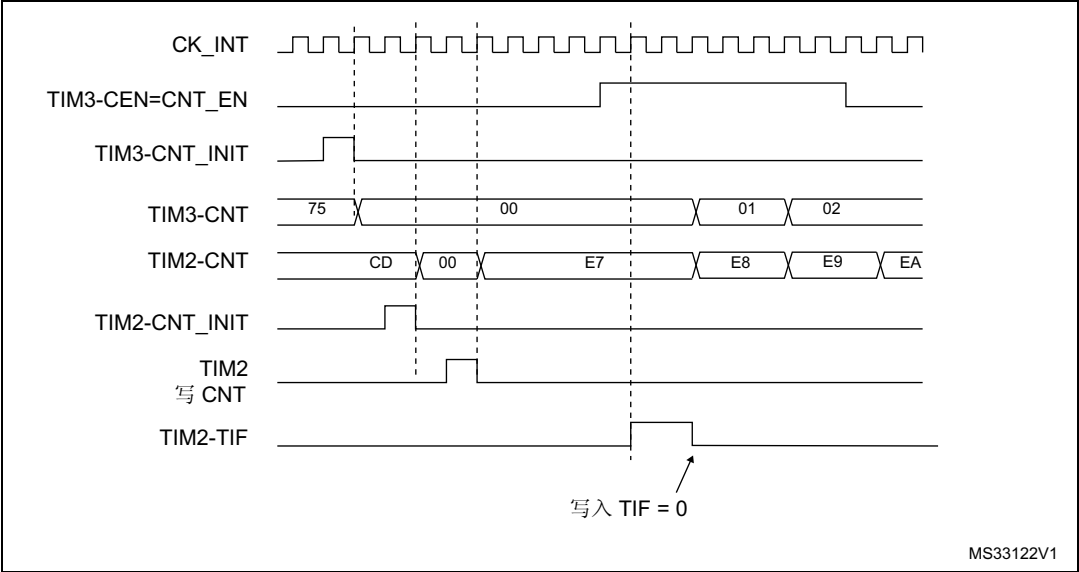 CK_INT
TIM3-CEN=CNT_EN
TIM3-CNT_INIT
TIM3-CNT 75 00 01 02
TIM2-CNT CD 00 E7 E8 E9 EA
TIM2-CNT_INIT
TIM2
写 CNT
TIM2-TIF
写入 TIF = 0
MS33122V1